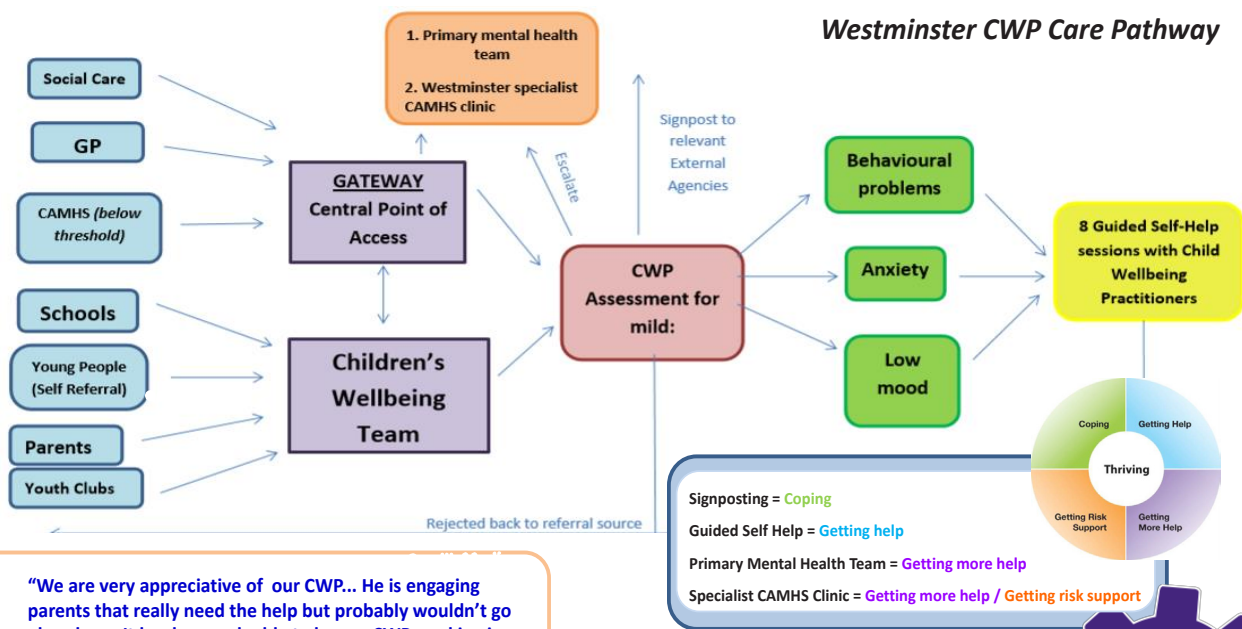 Westminster CWP Care Pathway
Social Care
GP
CAMHS (below
threshold)
Schools
Young People
(Self Referral)
Parents
Youth Clubs
1. Primary mental health
team
2. Westminster specialist
CAMHS clinic
GATEWAY
Central Point of
Access
Children's
Wellbeing
Team
Escalate
Signpost to
relevant
External
Agencies
CWP
Assessment for
mild:
Behavioural
problems
Anxiety
Low
mood
8 Guided Self-Help
sessions with Child
Wellbeing
Practitioners
Rejected back to referral source
Coping
Getting Help
Thriving
Getting Risk
Support
Getting
More Help
Signposting = Coping
Guided Self Help = Getting help
Primary Mental Health Team = Getting more help
Specialist CAMHS Clinic = Getting more help / Getting risk support
“We are very appreciative of our CWP... He is engaging
parents that really need the help but probably wouldn’t go